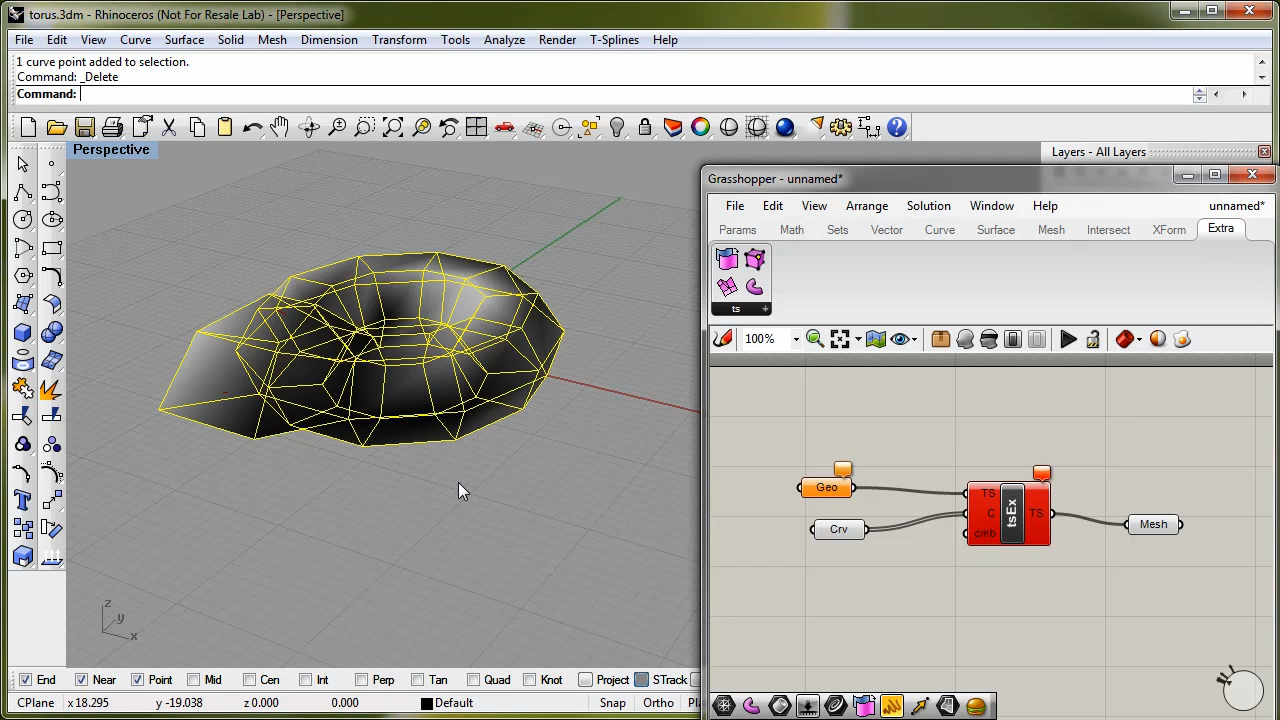 torus.3dm - Rhinoceros (Not For Resale Lab) - [Perspective]
File Edit View Curve Surface Solid Mesh Dimension Transform Tools Analyze Render T-Splines Help
1 curve point added to selection.
Command: _Delete
Command:
Perspective
Layers - All Layers
Grasshopper - unnamed*
File Edit View Arrange Solution Window Help unnamed*
Params Math Sets Vector Curve Surface Mesh Intersect XForm Extra
ts
100%
Geo
Crv
TS
C
cmb
tsEx
TS
Mesh
z
y
x
End Near Point Mid Cen Int Perp Tan Quad Knot Project STrack
CPlane x 18.295 y -19.038 z 0.000 0.000 Default Snap Ortho